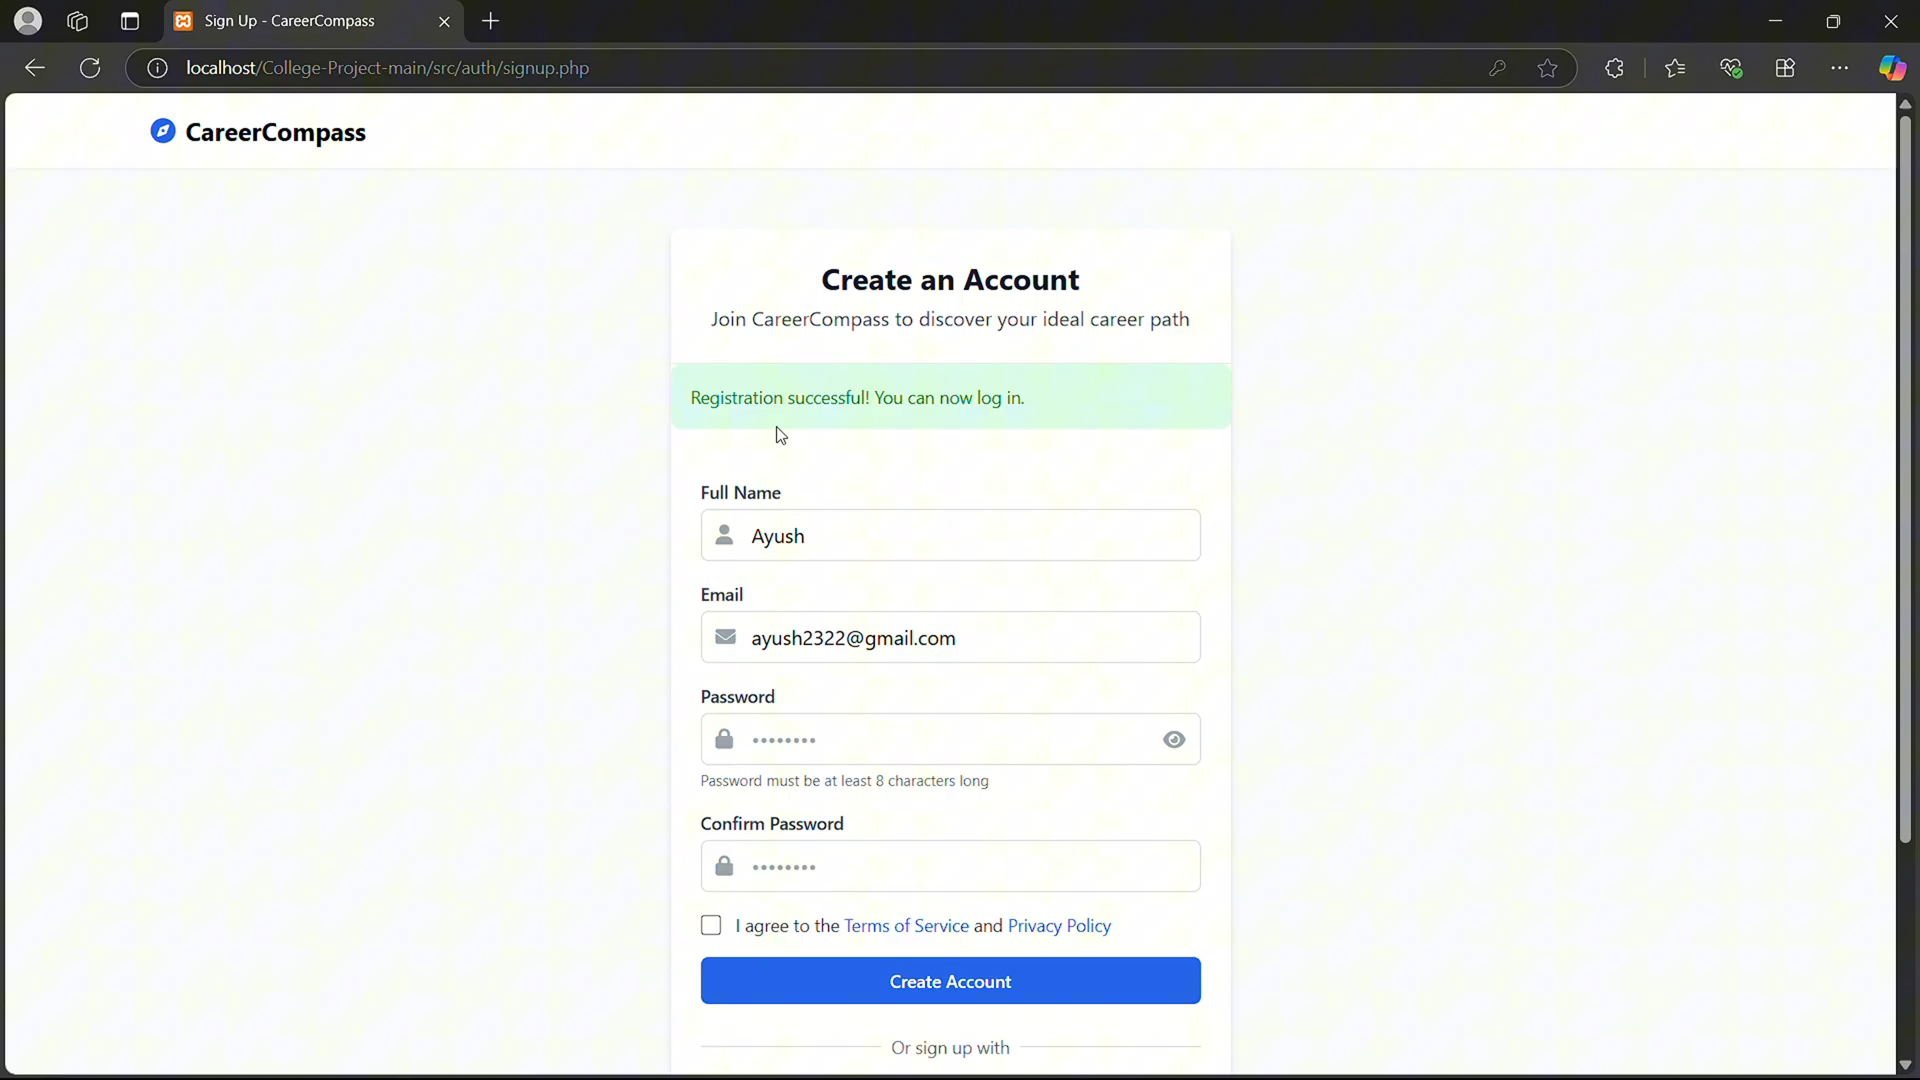 Sign Up - CareerCompass
localhost/College-Project-main/src/auth/signup.php
CareerCompass
Create an Account
Join CareerCompass to discover your ideal career path
Registration successful! You can now log in.
Full Name
Ayush
Email
ayush2322@gmail.com
Password
••••••••
Password must be at least 8 characters long
Confirm Password
••••••••
I agree to the Terms of Service and Privacy Policy
Create Account
Or sign up with